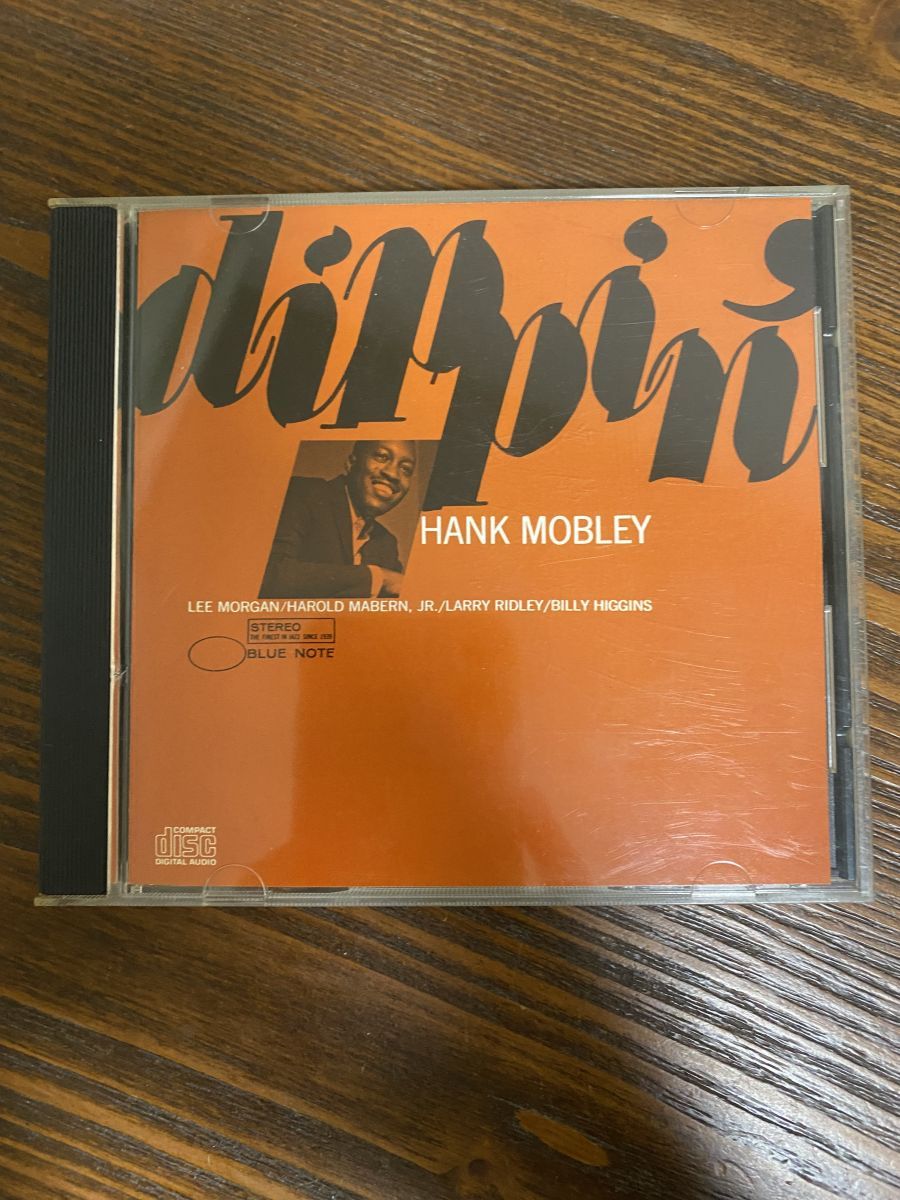 dippin'
HANK MOBLEY
LEE MORGAN/HAROLD MABERN, JR./LARRY RIDLEY/BILLY HIGGINS
STEREO
THE FINEST IN JAZZ SINCE 1939
BLUE NOTE
COMPACT
disc
DIGITAL AUDIO